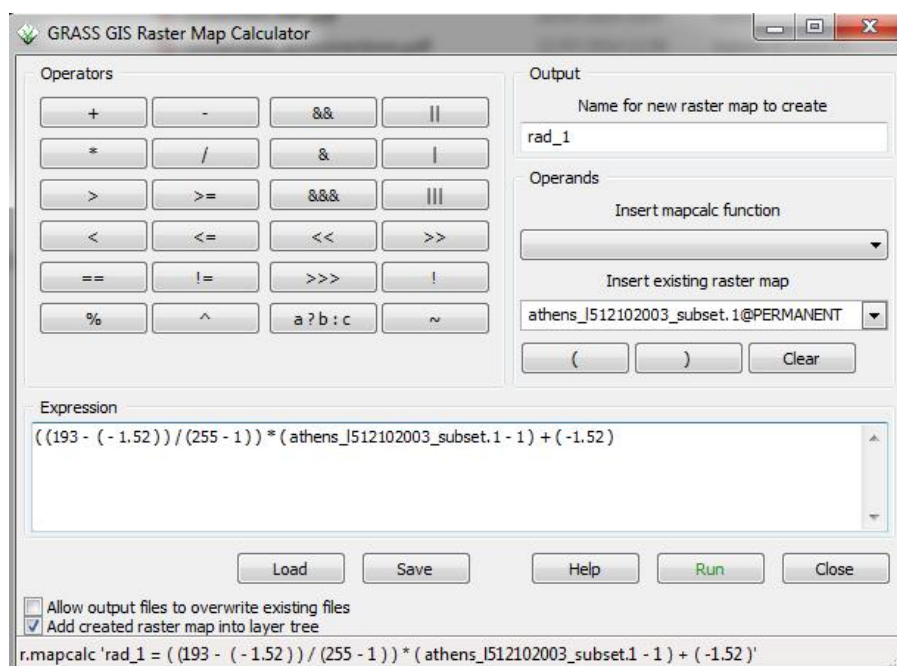 GRASS GIS Raster Map Calculator
Operators
+ - && ||
* / & |
> >= &&& |||
< <= << >>
== != >>> !
% ^ a?b:c ~
Output
Name for new raster map to create
rad_1
Operands
Insert mapcalc function
Insert existing raster map
athens_l512102003_subset.1@PERMANENT
( ) Clear
Expression
( (193 - ( - 1.52 ) ) / (255 - 1 ) ) * ( athens_l512102003_subset.1 - 1 ) + ( -1.52 )
Load Save Help Run Close
Allow output files to overwrite existing files
Add created raster map into layer tree
r.mapcalc 'rad_1 = ( (193 - ( - 1.52 ) ) / (255 - 1 ) ) * ( athens_l512102003_subset.1 - 1 ) + ( -1.52 )'